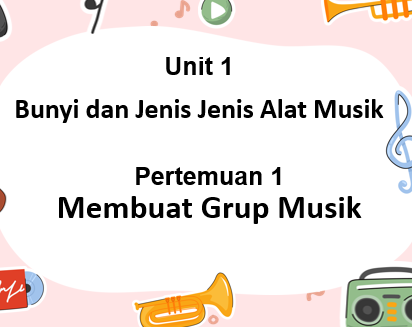 Unit 1
Bunyi dan Jenis Jenis Alat Musik
Pertemuan 1
Membuat Grup Musik